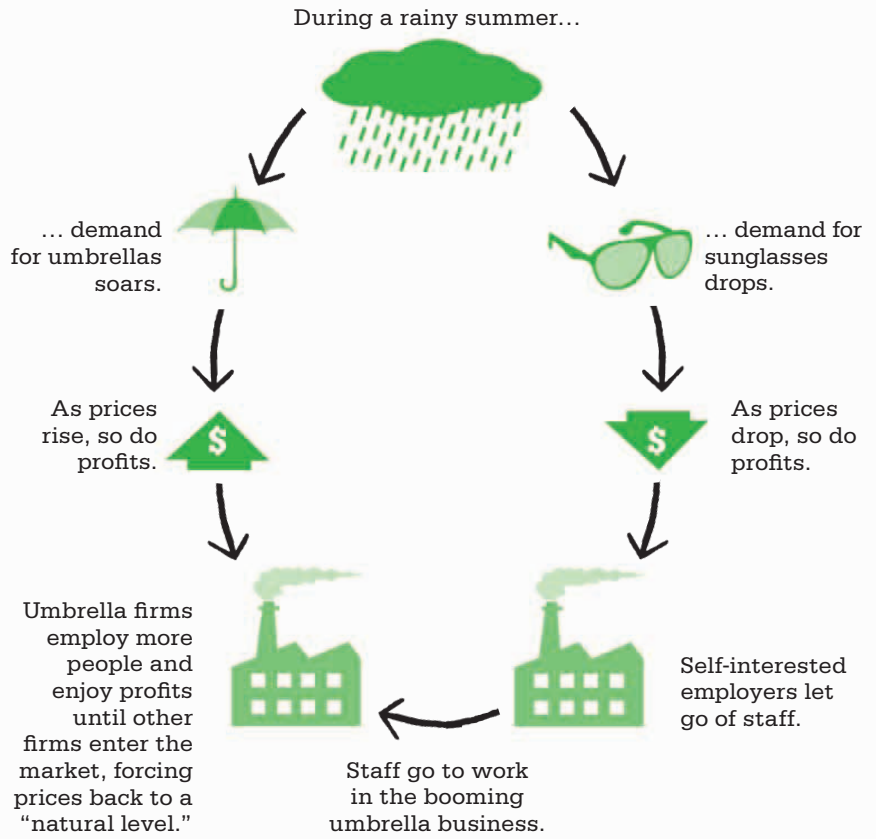 During a rainy summer…
… demand
for umbrellas
soars.
… demand for
sunglasses
drops.
As prices
rise, so do
profits.
$
$
As prices
drop, so do
profits.
Umbrella firms
employ more
people and
enjoy profits
until other
firms enter the
market, forcing
prices back to a
“natural level.”
Self-interested
employers let
go of staff.
Staff go to work
in the booming
umbrella business.